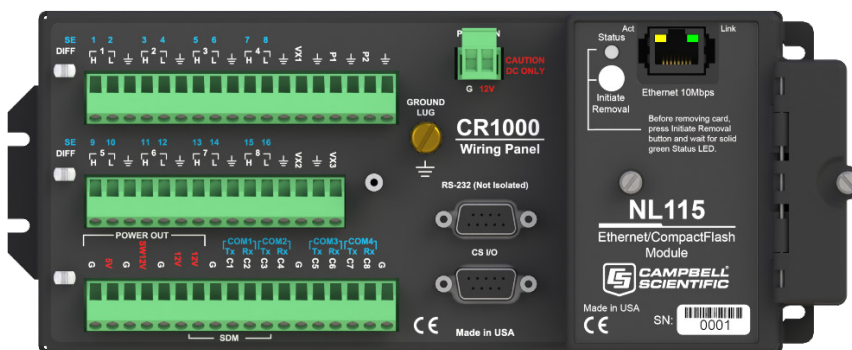 SE 1 2 3 4 5 6 7 8
DIFF H 1 L H 2 L H 3 L H 4 L VX1 P1 P2
G 12V
CAUTION
DC ONLY
GROUND
LUG
CR1000
Wiring Panel
SE 9 10 11 12 13 14 15 16
DIFF H 5 L H 6 L H 7 L H 8 L VX2 VX3
RS-232 (Not Isolated)
CS I/O
POWER OUT
COM1 COM2 COM3 COM4
Tx Rx Tx Rx Tx Rx Tx Rx
G 5V G SW12V G 12V 12V G C1 C2 C3 C4 G C5 C6 C7 C8 G
SDM
CE
Made in USA
Status
Act
Link
Initiate
Removal
Ethernet 10Mbps
Before removing card,
press Initiate Removal
button and wait for solid
green Status LED.
NL115
Ethernet/CompactFlash
Module
CAMPBELL
SCIENTIFIC
Made in USA
CE
SN:
0001